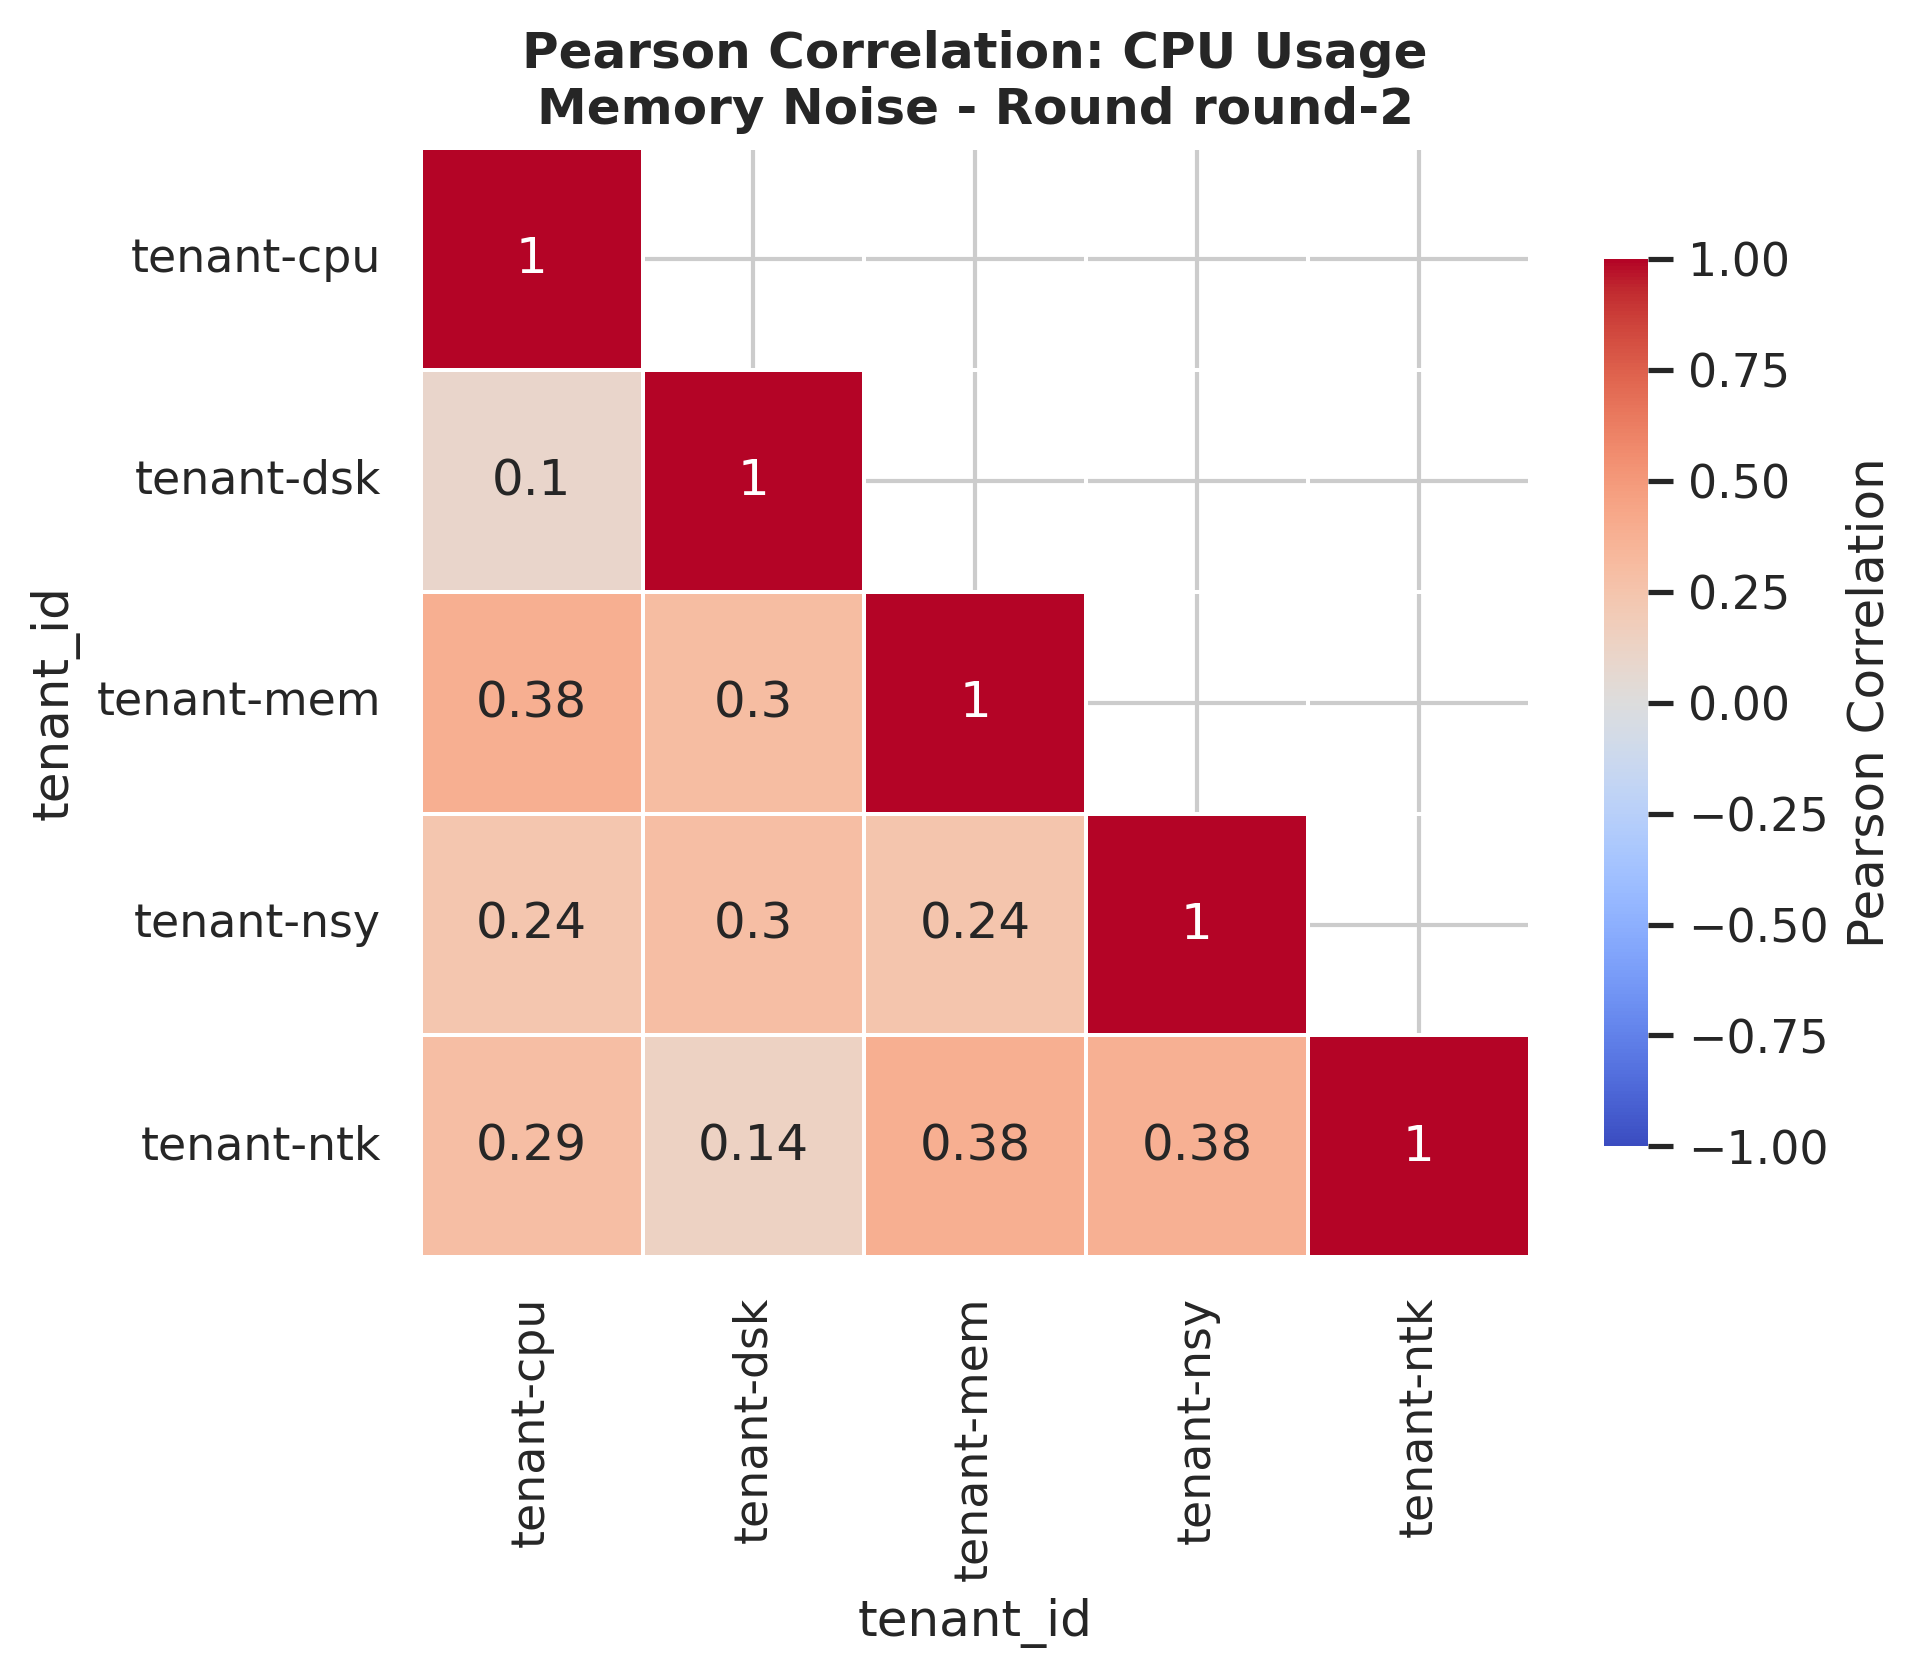 Pearson Correlation: CPU Usage
Memory Noise - Round round-2
tenant_id
tenant-cpu
1
tenant-dsk
0.1 1
tenant-mem
0.38 0.3 1
tenant-nsy
0.24 0.3 0.24 1
tenant-ntk
0.29 0.14 0.38 0.38 1
tenant-cpu
tenant-dsk
tenant-mem
tenant-nsy
tenant-ntk
tenant_id
1.00
0.75
0.50
0.25
0.00
−0.25
−0.50
−0.75
−1.00
Pearson Correlation